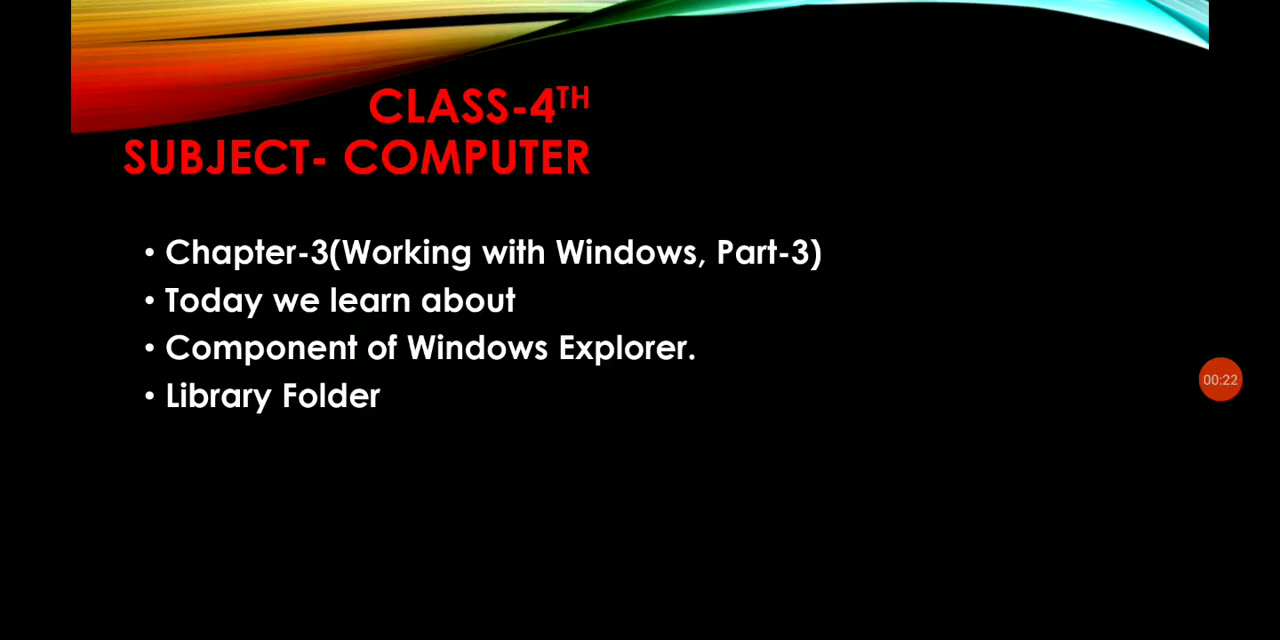 CLASS-4TH
SUBJECT- COMPUTER
• Chapter-3(Working with Windows, Part-3)
• Today we learn about
• Component of Windows Explorer.
• Library Folder
00:22